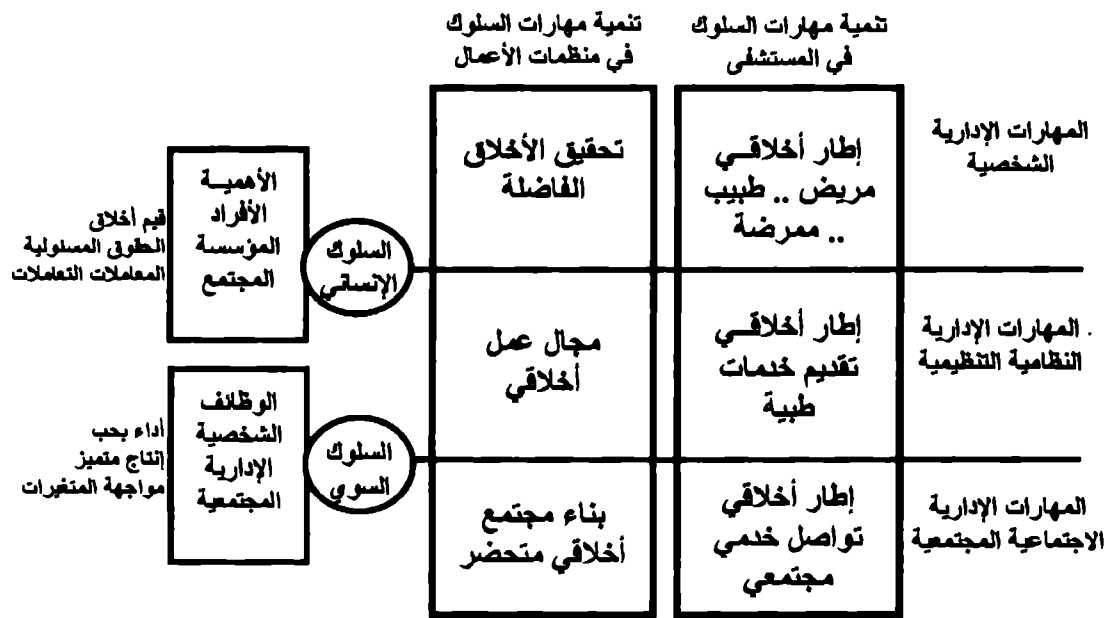 تنمية مهارات السلوك
في المستشفى
تنمية مهارات السلوك
في منظمات الأعمال
المهارات الإدارية
الشخصية
إطار أخلاقــي
مريض .. طبيب
.. ممرضة
تحقيق الأخلاق
الفاضلة
المهارات الإدارية
النظامية التنظيمية
إطار أخلاقــي
تقديم خدمات
طبية
مجال عمل
أخلاقي
المهارات الإدارية
الاجتماعية المجتمعية
إطار أخلاقي
تواصل خدمي
مجتمعي
بناء مجتمع
أخلاقي متحضر
السلوك
الإنساني
الأهميــة
الأفراد
المؤسسة
المجتمع
قيم أخلاق
الحقوق المسئولية
المعاملات التعاملات
السلوك
السوي
الوظائف
الشخصية
الإدارية
المجتمعية
أداء بحب
إنتاج متميز
مواجهة المتغيرات